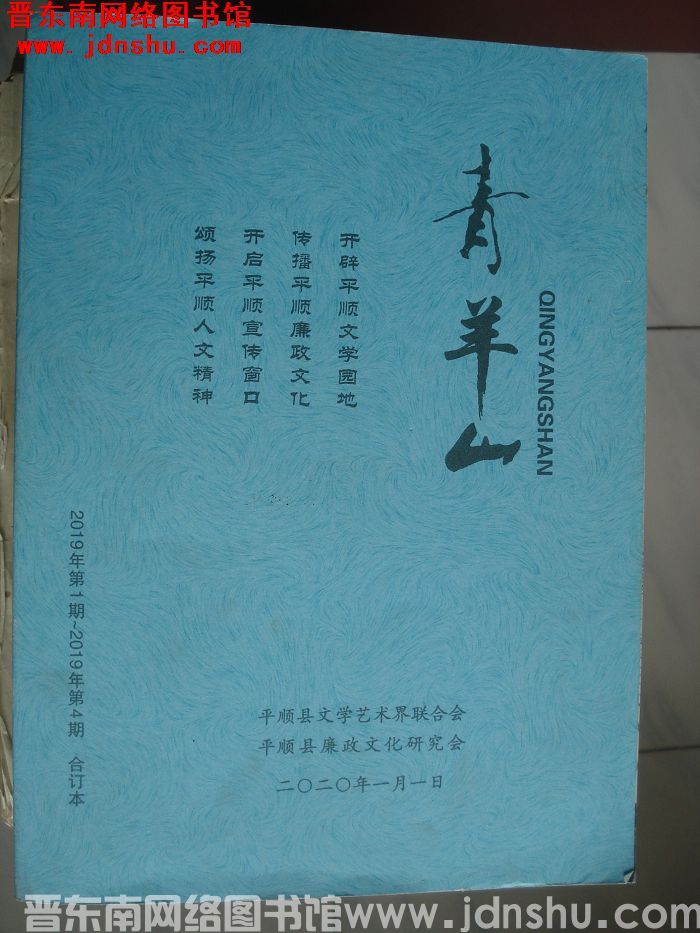 晋东南网络图书馆
www.jdnshu.com
青羊山
QINGYANGSHAN
开辟平顺文学园地
传播平顺廉政文化
开启平顺宣传窗口
颂扬平顺人文精神
2019年第1期~2019年第4期 合订本
平顺县文学艺术界联合会
平顺县廉政文化研究会
二〇二〇年一月一日
晋东南网络图书馆www.jdnshu.com